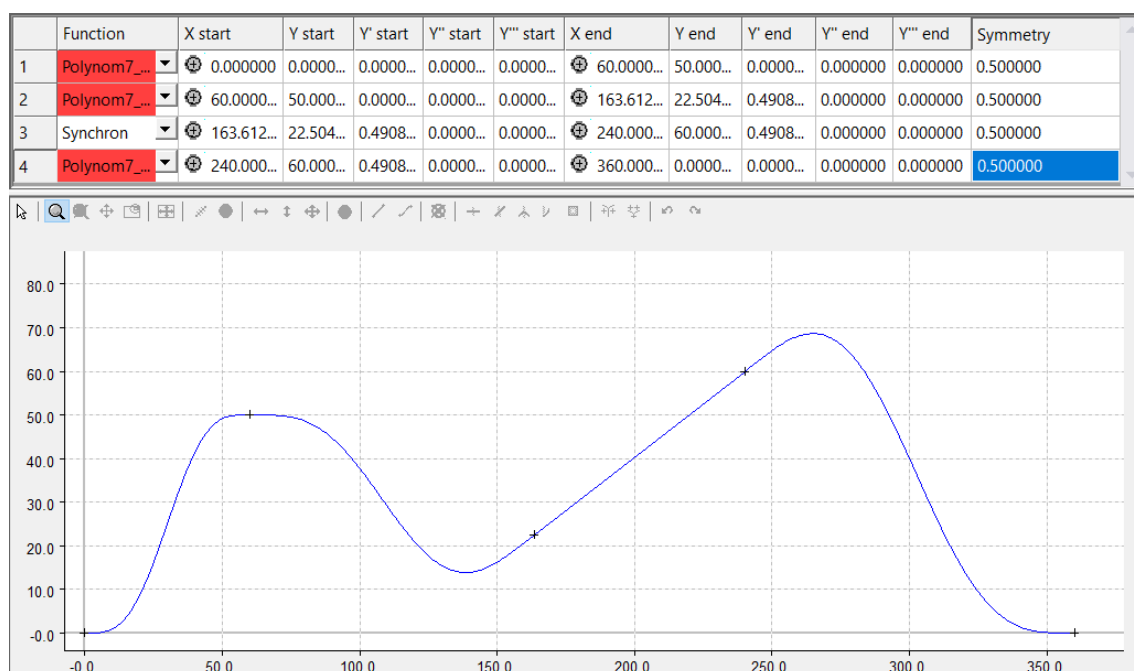 Function X start Y start Y' start Y'' start Y''' start X end Y end Y' end Y'' end Y''' end Symmetry
1 Polynom7_... 0.000000 0.0000... 0.0000... 0.0000... 0.0000... 60.0000... 50.000... 0.0000... 0.000000 0.000000 0.500000
2 Polynom7_... 60.0000... 50.000... 0.0000... 0.0000... 0.0000... 163.612... 22.504... 0.4908... 0.000000 0.000000 0.500000
3 Synchron 163.612... 22.504... 0.4908... 0.0000... 0.0000... 240.000... 60.000... 0.4908... 0.000000 0.000000 0.500000
4 Polynom7_... 240.000... 60.000... 0.4908... 0.0000... 0.0000... 360.000... 0.0000... 0.0000... 0.000000 0.000000 0.500000
80.0
70.0
60.0
50.0
40.0
30.0
20.0
10.0
-0.0
-0.0 50.0 100.0 150.0 200.0 250.0 300.0 350.0